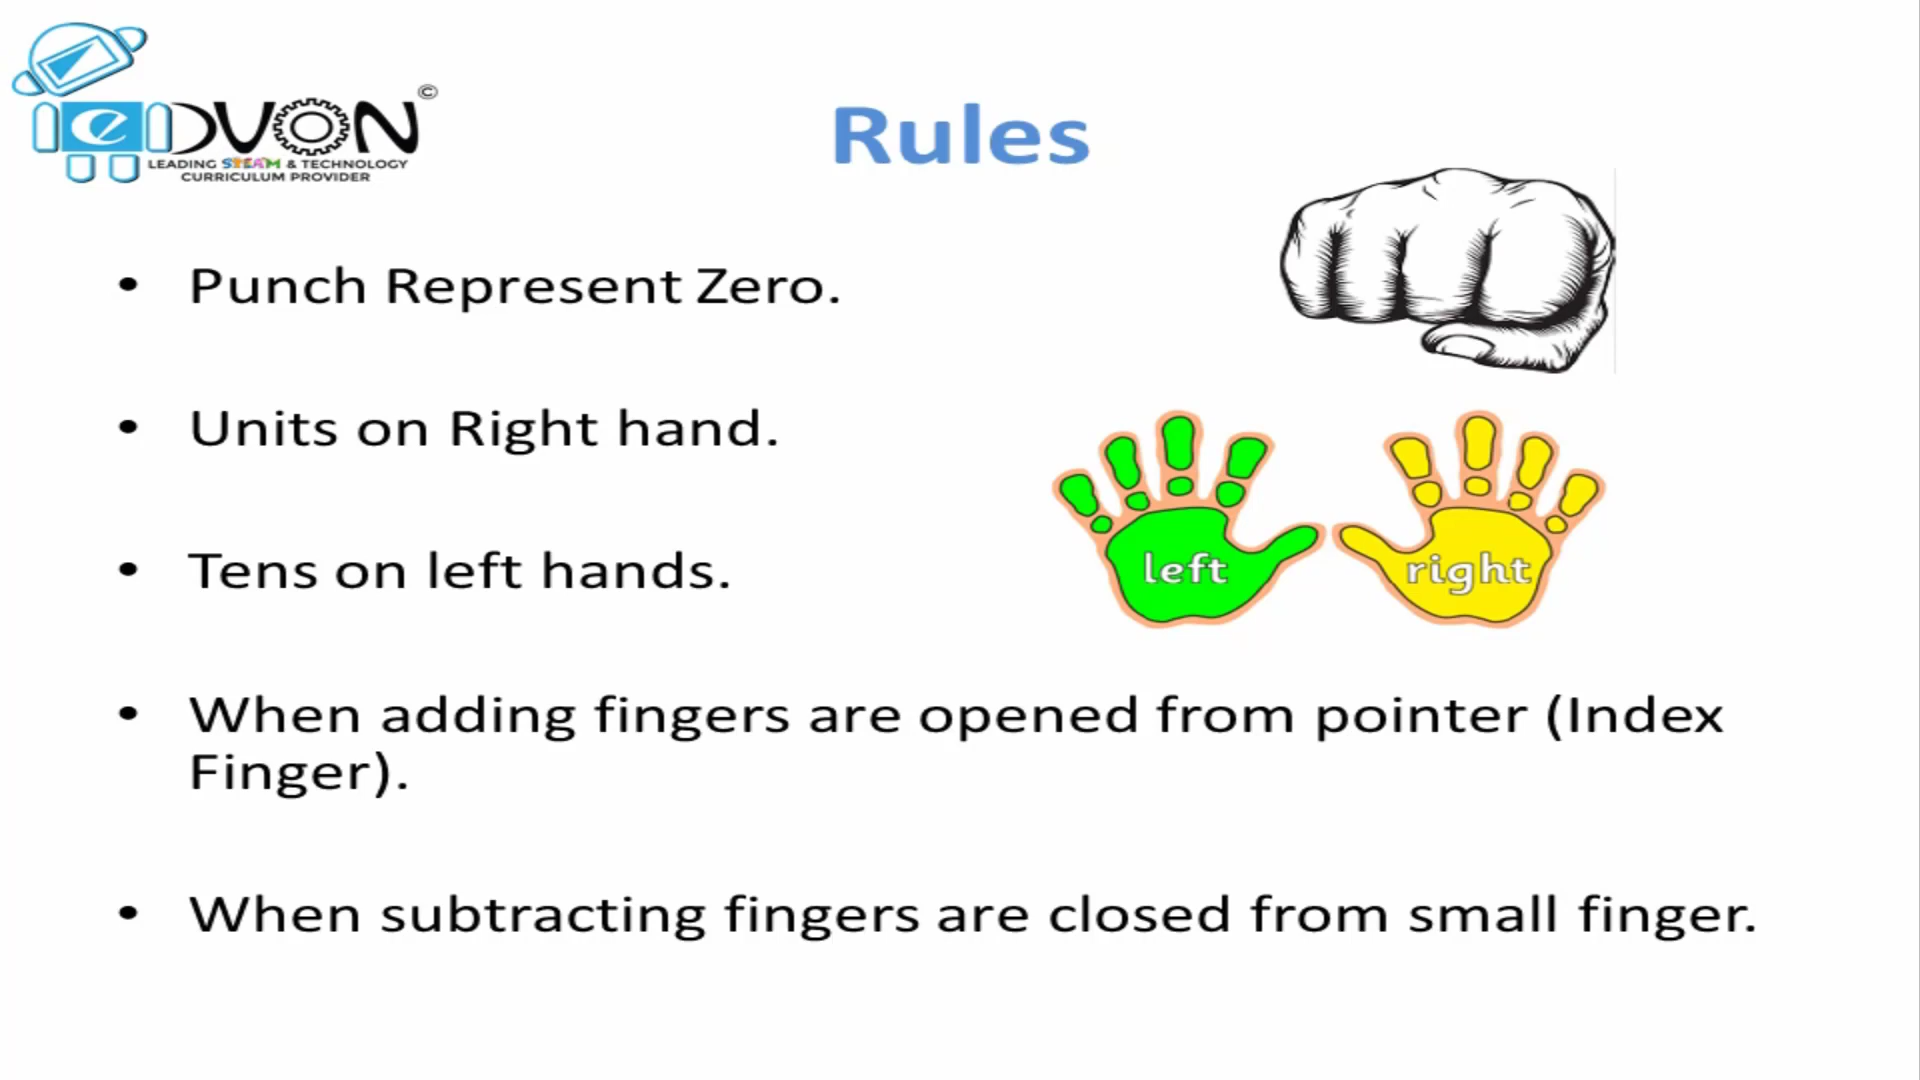 eDVON©
LEADING STEAM & TECHNOLOGY
CURRICULUM PROVIDER
Rules
• Punch Represent Zero.
• Units on Right hand.
• Tens on left hands.
left
right
• When adding fingers are opened from pointer (Index
Finger).
• When subtracting fingers are closed from small finger.